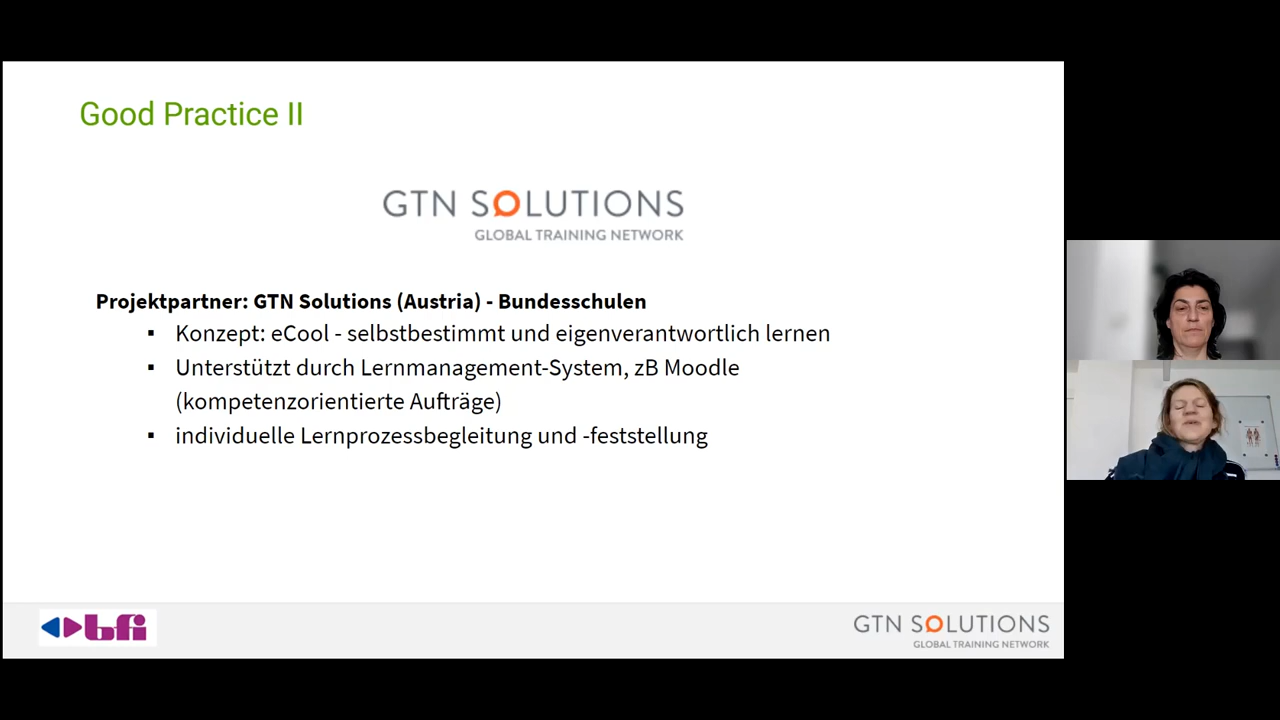 Good Practice II
GTN SOLUTIONS
GLOBAL TRAINING NETWORK
Projektpartner: GTN Solutions (Austria) - Bundesschulen
▪ Konzept: eCool - selbstbestimmt und eigenverantwortlich lernen
▪ Unterstützt durch Lernmanagement-System, zB Moodle
(kompetenzorientierte Aufträge)
▪ individuelle Lernprozessbegleitung und -feststellung
bfi
GTN SOLUTIONS
GLOBAL TRAINING NETWORK